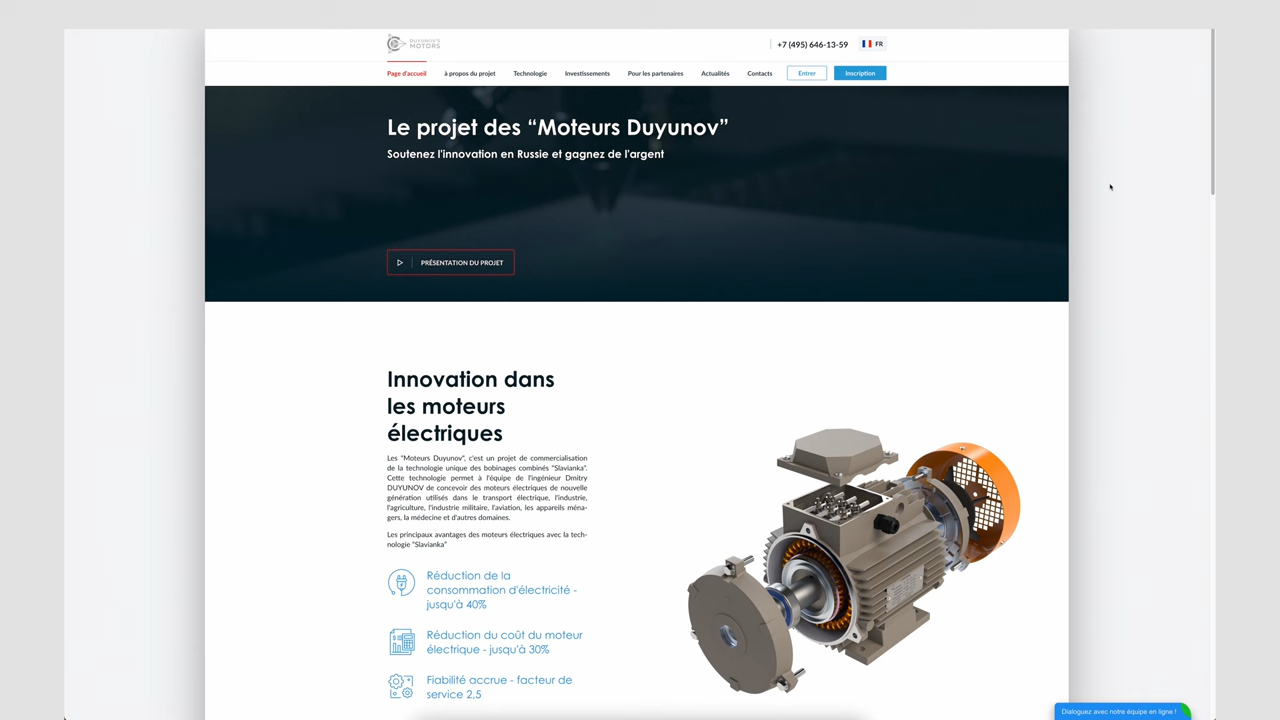 DUYUNOV'S
MOTORS
+7 (495) 646-13-59
FR
Page d'accueil
à propos du projet
Technologie
Investissements
Pour les partenaires
Actualités
Contacts
Entrer
Inscription
Le projet des “Moteurs Duyunov”
Soutenez l'innovation en Russie et gagnez de l'argent
PRÉSENTATION DU PROJET
Innovation dans
les moteurs
électriques
Les "Moteurs Duyunov", c'est un projet de commercialisation
de la technologie unique des bobinages combinés "Slavianka".
Cette technologie permet à l'équipe de l'ingénieur Dmitry
DUYUNOV de concevoir des moteurs électriques de nouvelle
génération utilisés dans le transport électrique, l'industrie,
l'agriculture, l'industrie militaire, l'aviation, les appareils ména-
gers, la médecine et d'autres domaines.
Les principaux avantages des moteurs électriques avec la tech-
nologie "Slavianka"
Réduction de la
consommation d'électricité -
jusqu'à 40%
Réduction du coût du moteur
électrique - jusqu'à 30%
Fiabilité accrue - facteur de
service 2,5
Dialoguez avec notre équipe en ligne !